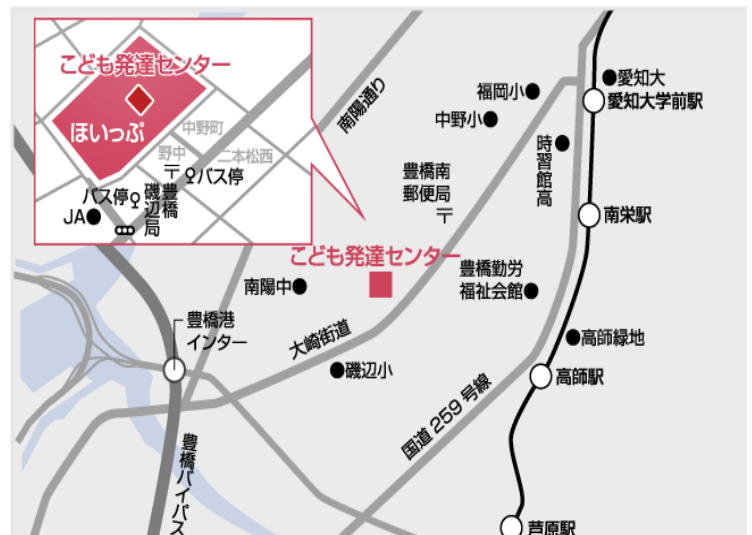 こども発達センター
ほいっぷ
中野町
野中
二本松西
バス停
バス停
豊橋
磯辺局
JA
南陽通り
福岡小
中野小
愛知大
愛知大学前駅
時習館高
豊橋南
郵便局
南栄駅
こども発達センター
南陽中
豊橋勤労
福祉会館
豊橋港
インター
大崎街道
磯辺小
高師緑地
高師駅
国道259号線
豊橋バイパス
芦原駅